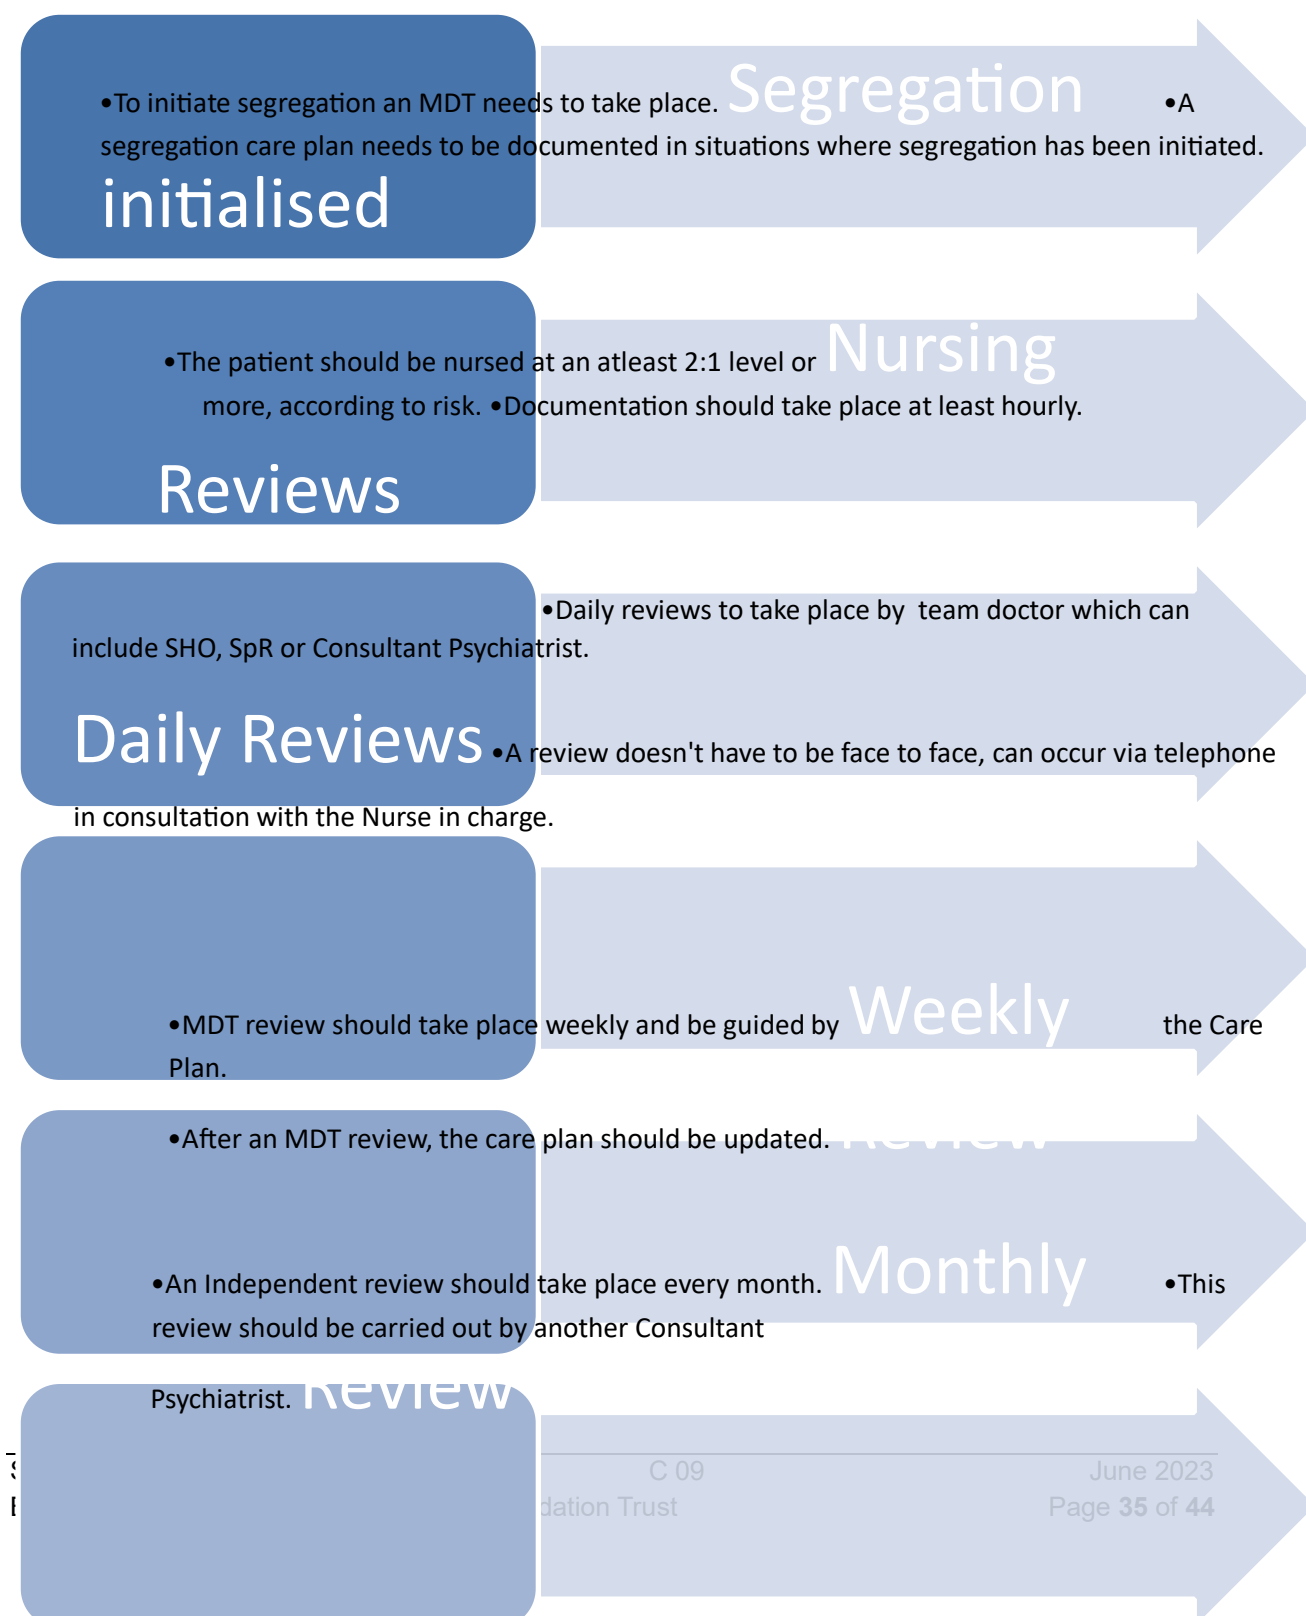 •To initiate segregation an MDT needs to take place. Segregation •A
segregation care plan needs to be documented in situations where segregation has been initiated.
initialised
•The patient should be nursed at an atleast 2:1 level or Nursing
more, according to risk. •Documentation should take place at least hourly.
Reviews
•Daily reviews to take place by team doctor which can
include SHO, SpR or Consultant Psychiatrist.
Daily Reviews •A review doesn't have to be face to face, can occur via telephone
in consultation with the Nurse in charge.
•MDT review should take place weekly and be guided by Weekly the Care
Plan.
•After an MDT review, the care plan should be updated. Review
•An Independent review should take place every month. Monthly •This
review should be carried out by another Consultant
Psychiatrist. Review
C 09 June 2023
dation Trust Page 35 of 44